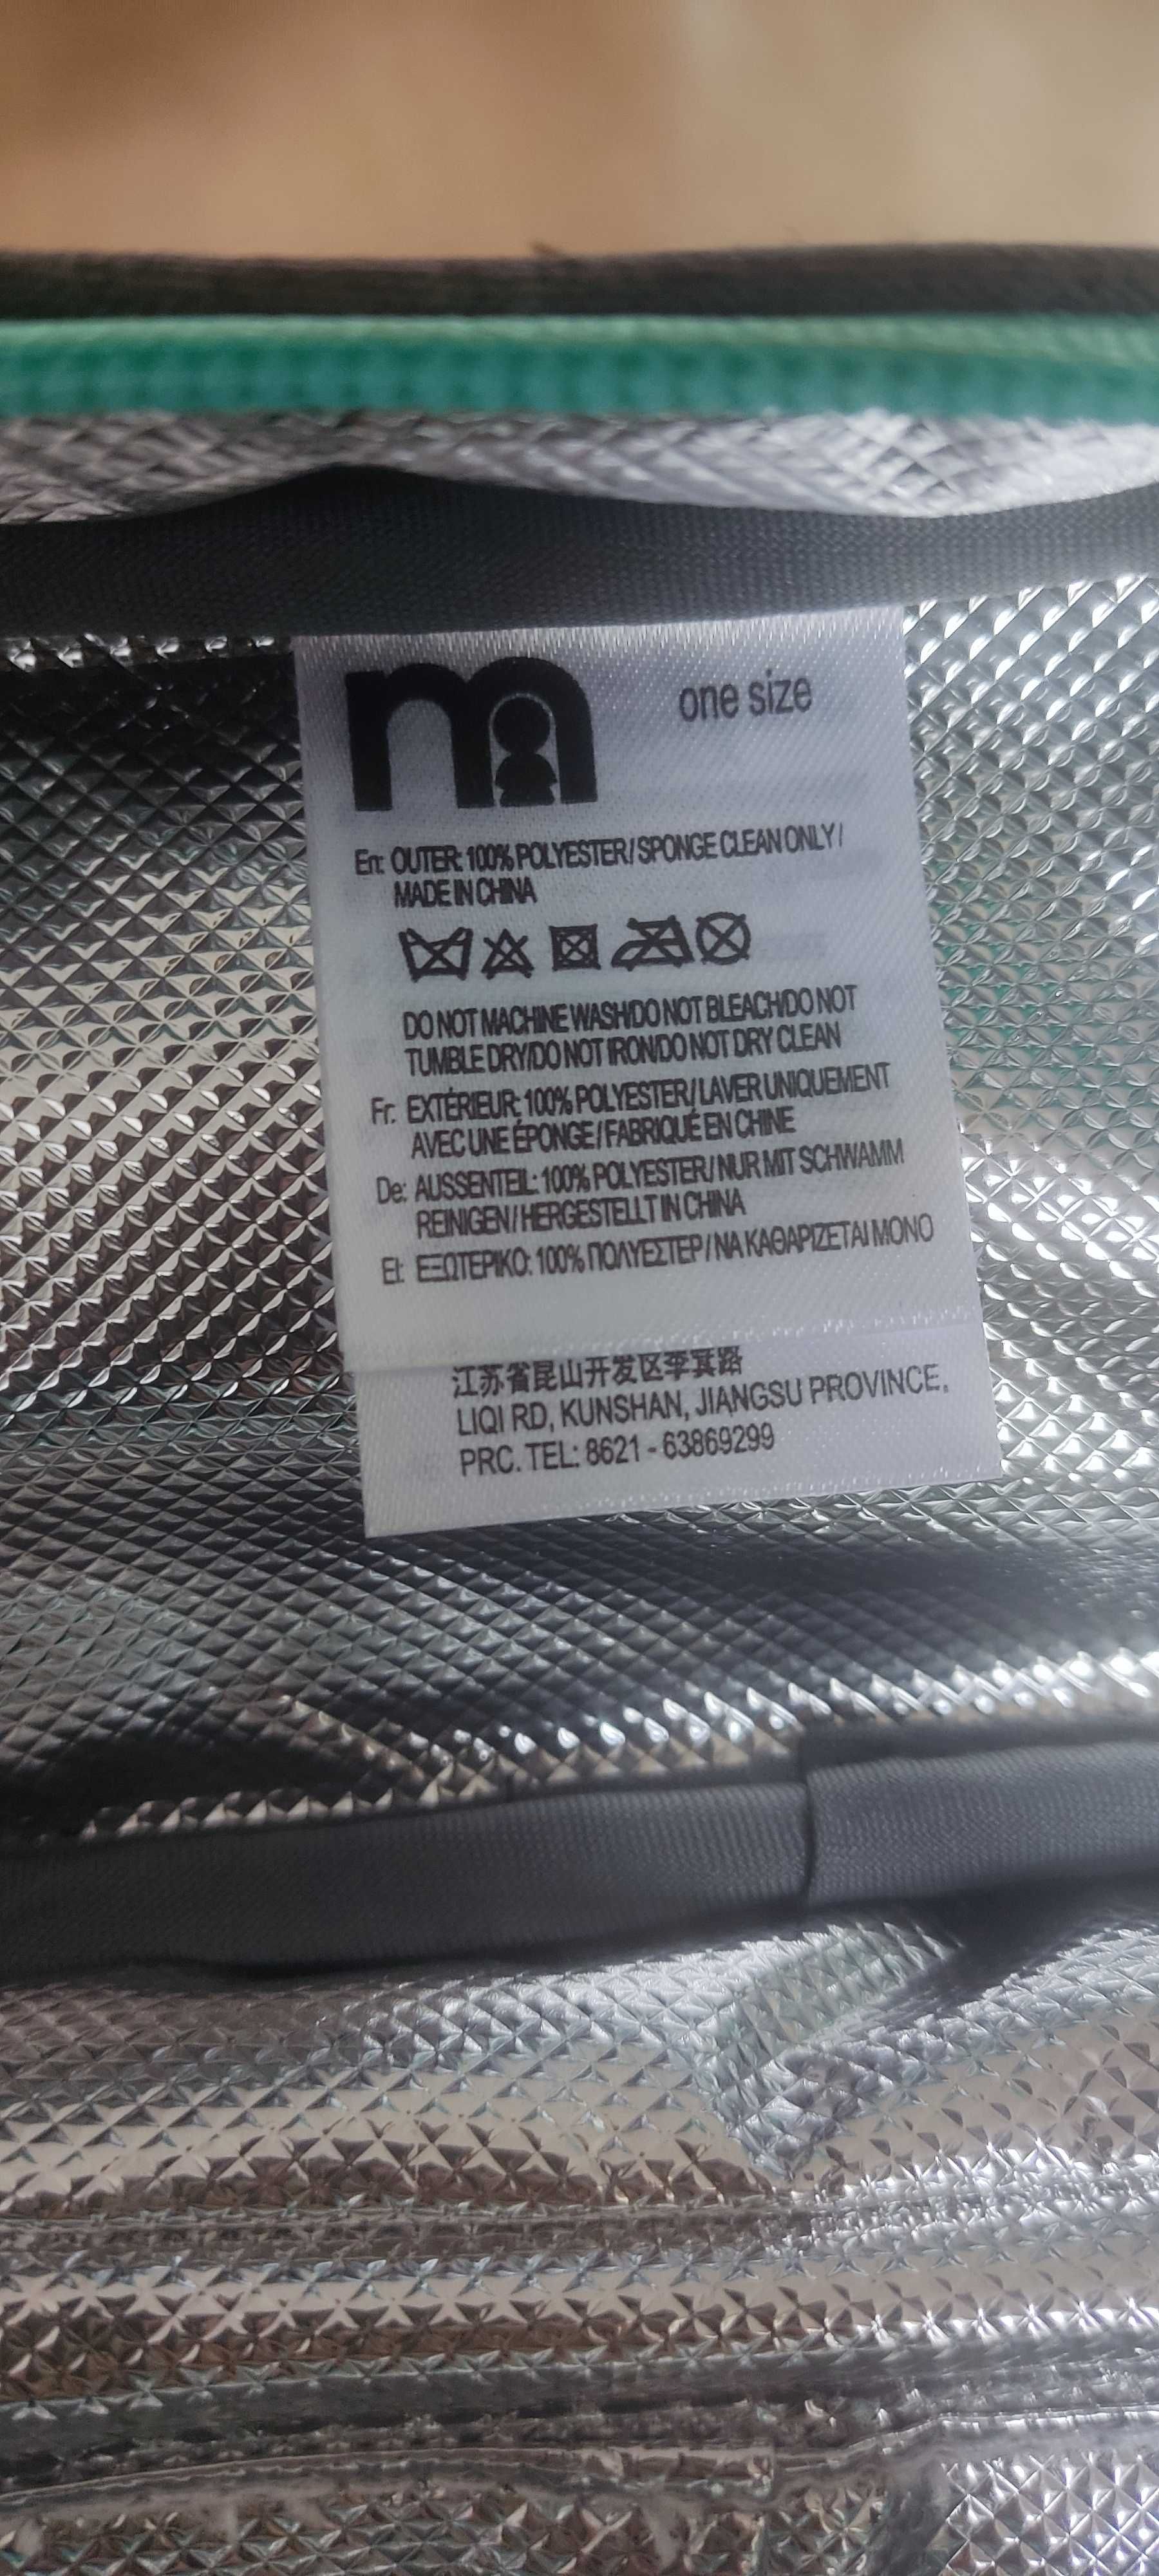 one size
En: OUTER: 100% POLYESTER / SPONGE CLEAN ONLY /
MADE IN CHINA
DO NOT MACHINE WASH/DO NOT BLEACH/DO NOT
TUMBLE DRY/DO NOT IRON/DO NOT DRY CLEAN
Fr: EXTÉRIEUR: 100% POLYESTER / LAVER UNIQUEMENT
AVEC UNE ÉPONGE / FABRIQUÉ EN CHINE
De: AUSSENTEIL: 100% POLYESTER / NUR MIT SCHWAMM
REINIGEN / HERGESTELLT IN CHINA
El: ΕΞΩΤΕΡΙΚΟ: 100% ΠΟΛΥΕΣΤΕΡ / ΝΑ ΚΑΘΑΡΙΖΕΤΑΙ ΜΟΝΟ
江苏省昆山开发区李其路
LIQI RD, KUNSHAN, JIANGSU PROVINCE,
PRC. TEL: 8621 - 63869299